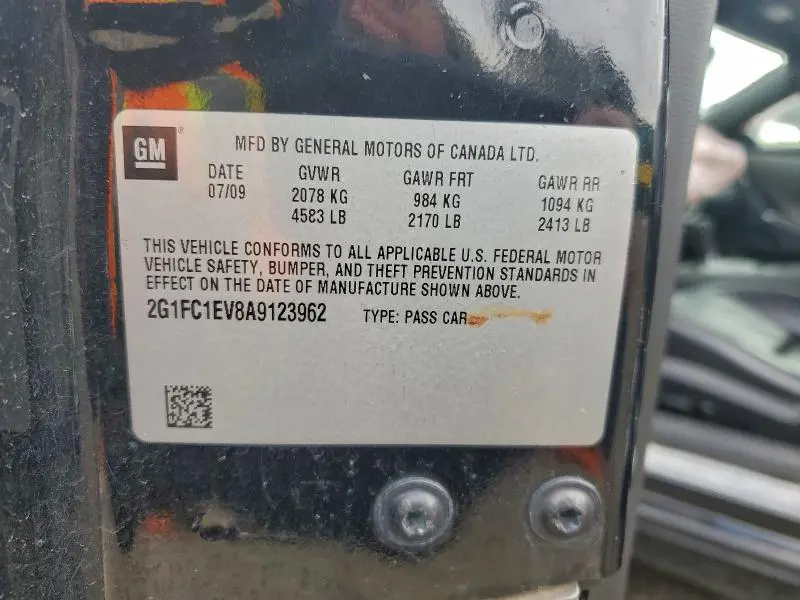 GM
MFD BY GENERAL MOTORS OF CANADA LTD.
DATE GVWR GAWR FRT GAWR RR
07/09 2078 KG 984 KG 1094 KG
4583 LB 2170 LB 2413 LB
THIS VEHICLE CONFORMS TO ALL APPLICABLE U.S. FEDERAL MOTOR
VEHICLE SAFETY, BUMPER, AND THEFT PREVENTION STANDARDS IN
EFFECT ON THE DATE OF MANUFACTURE SHOWN ABOVE.
2G1FC1EV8A9123962 TYPE: PASS CAR